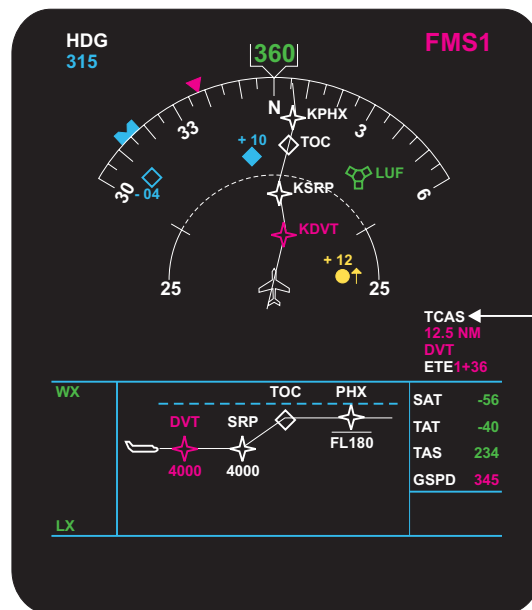 HDG
315
360
FMS1
N
33
3
30
6
KPHX
TOC
+ 10
- 04
LUF
KSRP
KDVT
+ 12
25
25
TCAS
12.5 NM
DVT
ETE1+36
WX
TOC
PHX
DVT
SRP
FL180
4000
4000
LX
SAT -56
TAT -40
TAS 234
GSPD 345